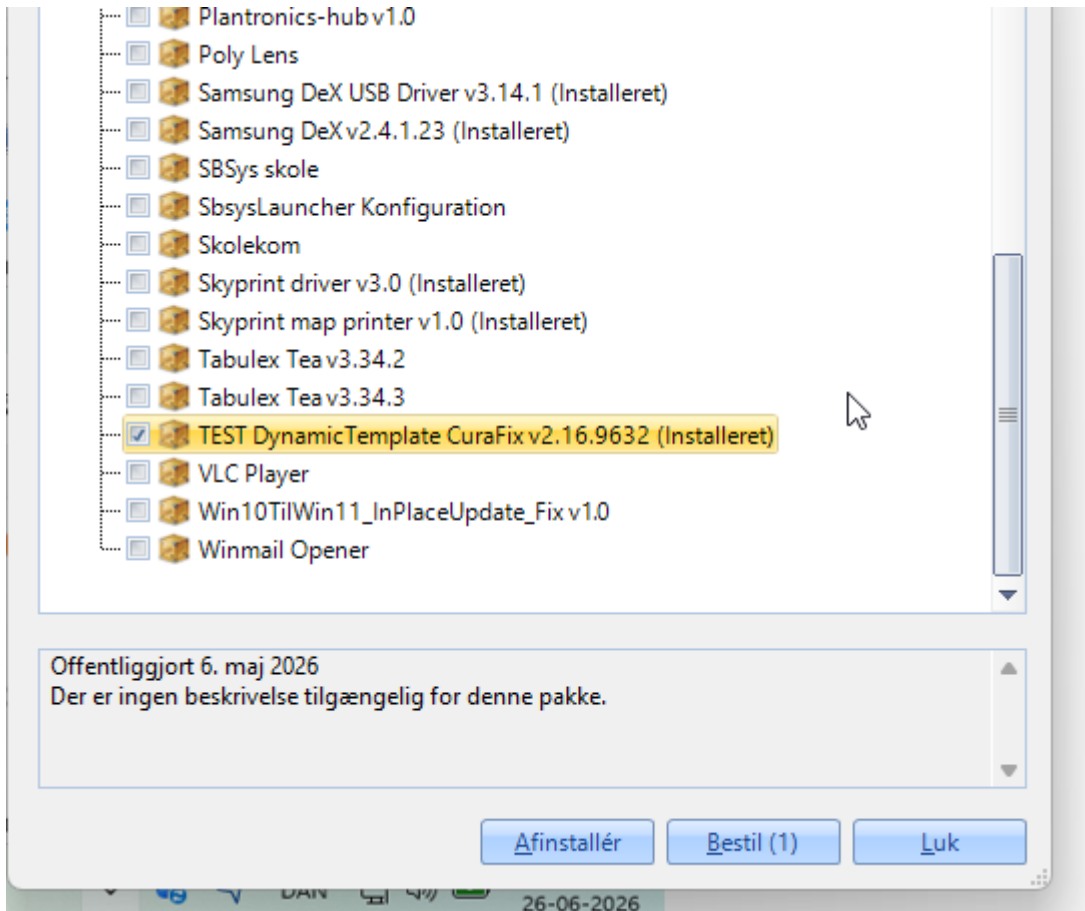 Plantronics-hub v1.0
Poly Lens
Samsung DeX USB Driver v3.14.1 (Installeret)
Samsung DeX v2.4.1.23 (Installeret)
SBSys skole
SbsysLauncher Konfiguration
Skolekom
Skyprint driver v3.0 (Installeret)
Skyprint map printer v1.0 (Installeret)
Tabulex Tea v3.34.2
Tabulex Tea v3.34.3
TEST DynamicTemplate CuraFix v2.16.9632 (Installeret)
VLC Player
Win10TilWin11_InPlaceUpdate_Fix v1.0
Winmail Opener
Offentliggjort 6. maj 2026
Der er ingen beskrivelse tilgængelig for denne pakke.
Afinstallér Bestil (1) Luk
DAN
26-06-2026